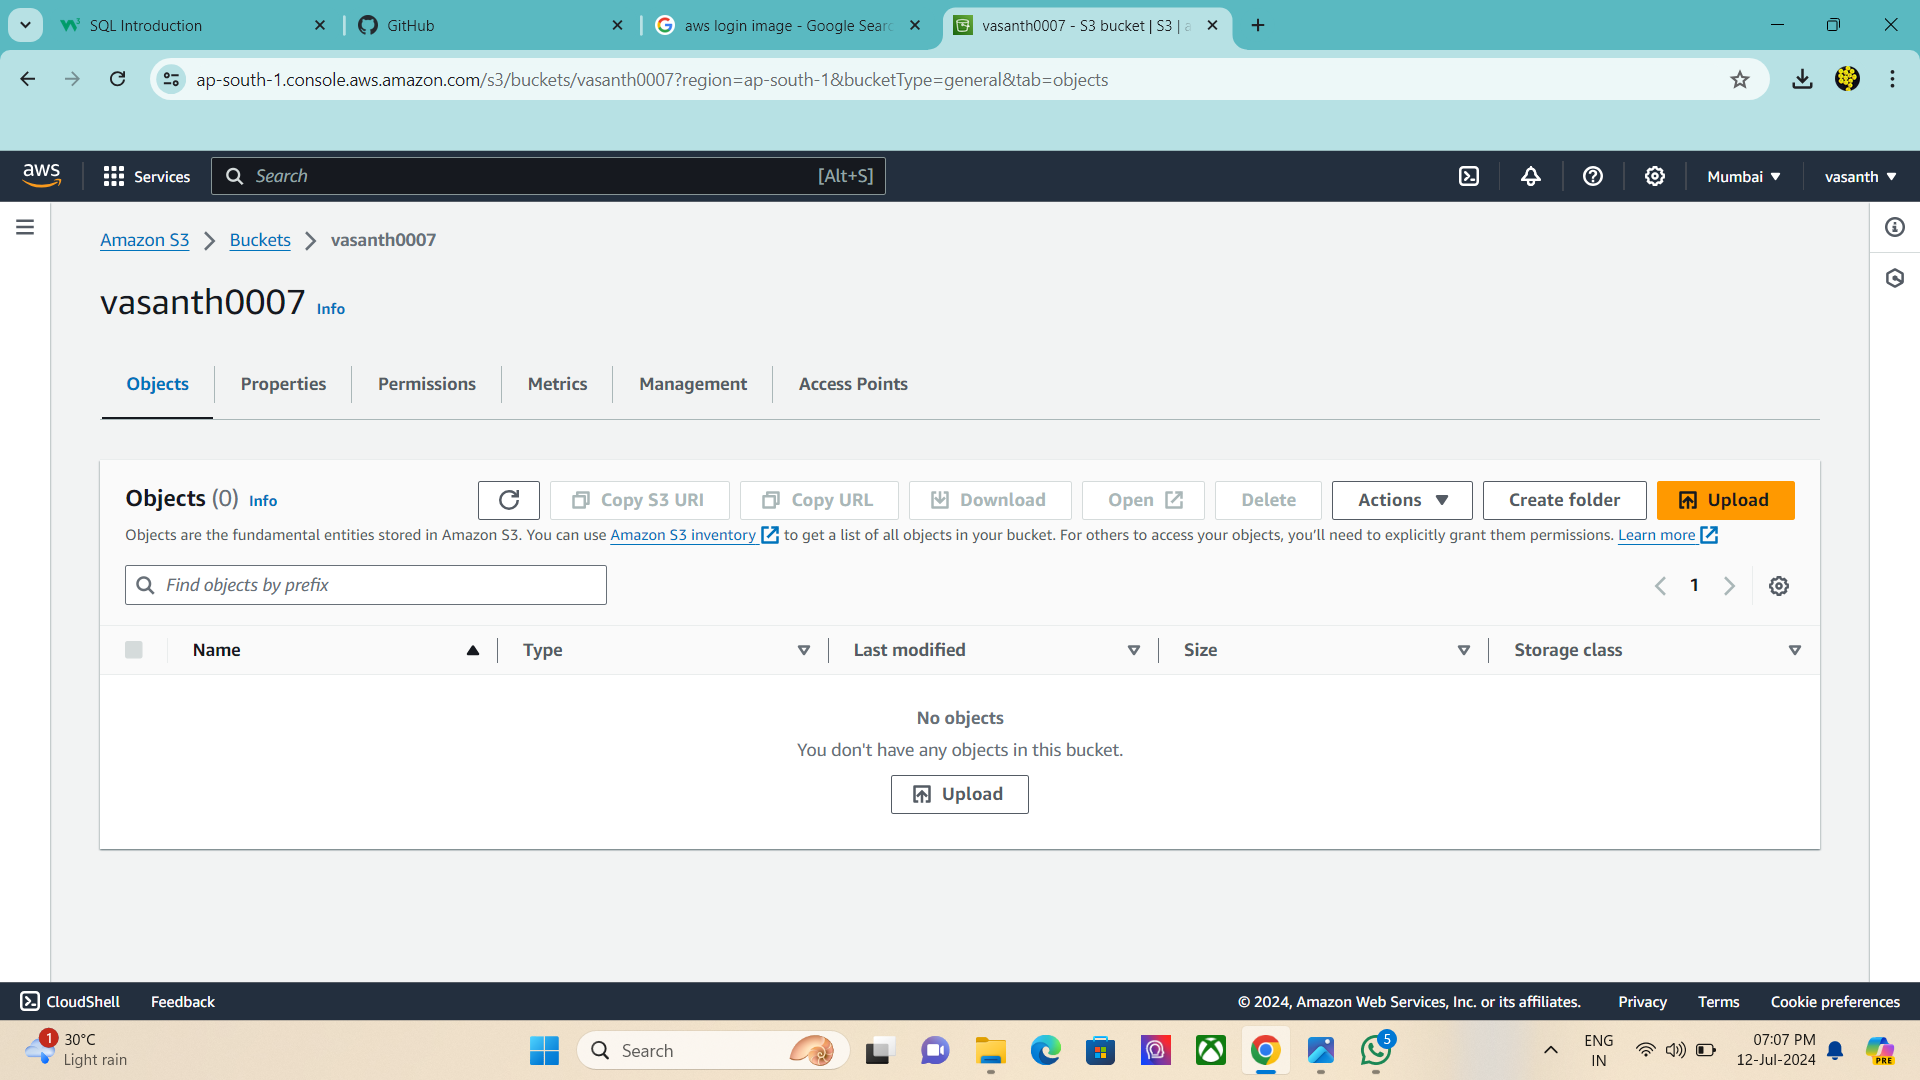 SQL Introduction
GitHub
aws login image - Google Searc
vasanth0007 - S3 bucket | S3 | a
ap-south-1.console.aws.amazon.com/s3/buckets/vasanth0007?region=ap-south-1&bucketType=general&tab=objects
aws Services Search [Alt+S] Mumbai vasanth
Amazon S3 Buckets vasanth0007
vasanth0007 Info
Objects Properties Permissions Metrics Management Access Points
Objects (0) Info Copy S3 URI Copy URL Download Open Delete Actions Create folder Upload
Objects are the fundamental entities stored in Amazon S3. You can use Amazon S3 inventory to get a list of all objects in your bucket. For others to access your objects, you'll need to explicitly grant them permissions. Learn more
Find objects by prefix 1
Name Type Last modified Size Storage class
No objects
You don't have any objects in this bucket.
Upload
CloudShell Feedback © 2024, Amazon Web Services, Inc. or its affiliates. Privacy Terms Cookie preferences
1 30°C
Light rain
Search
5
ENG
IN
07:07 PM
12-Jul-2024
PRE